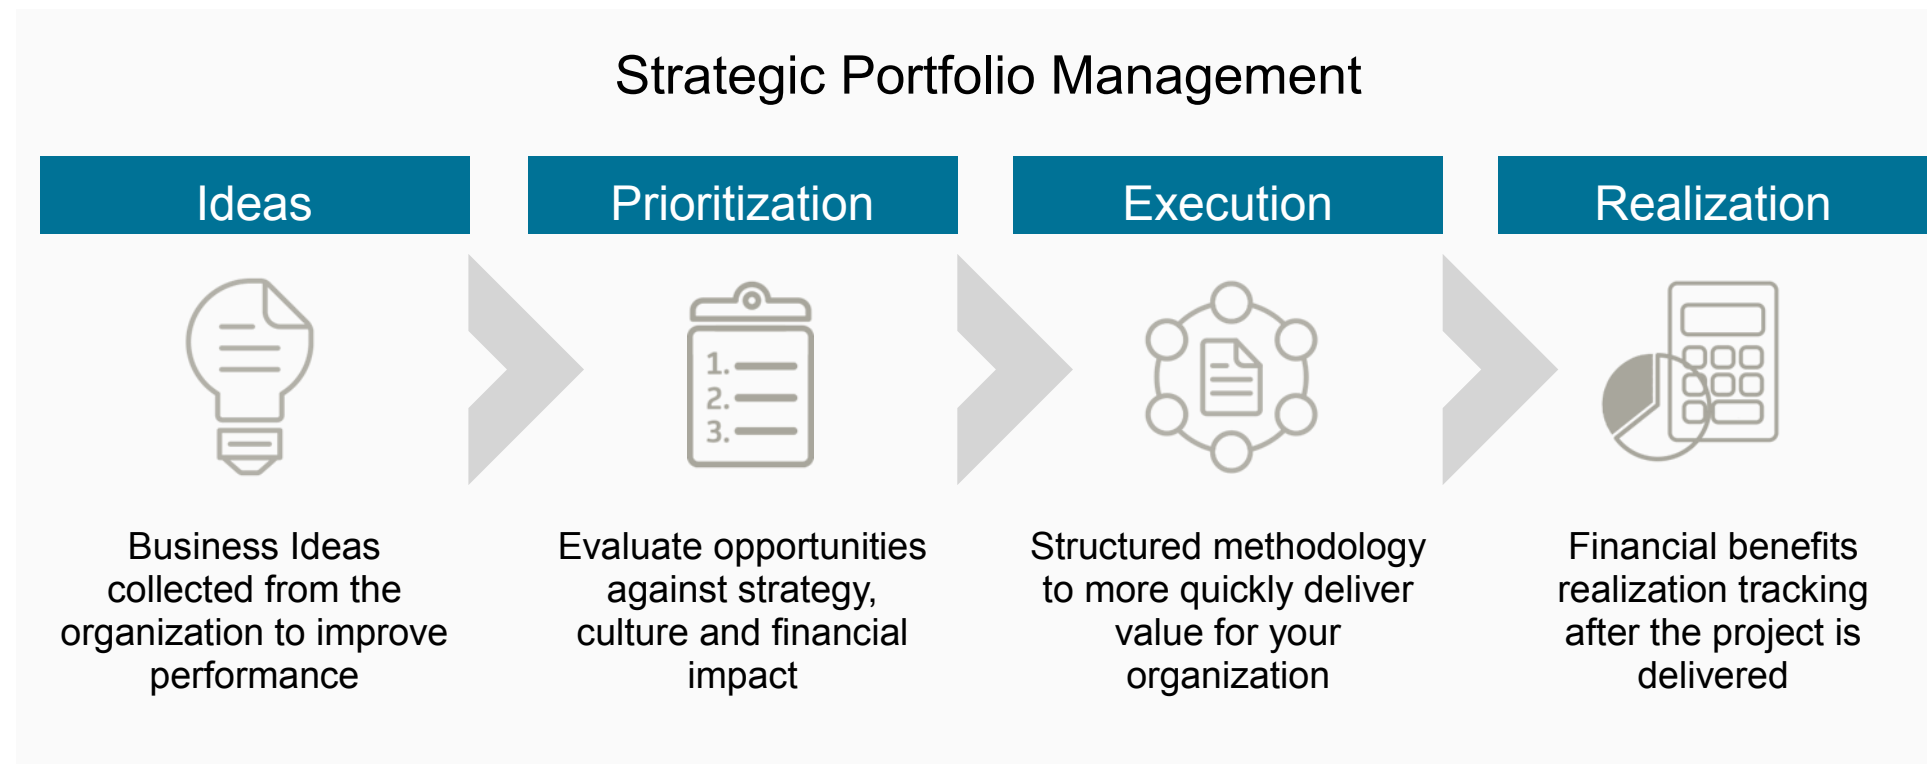 Strategic Portfolio Management
Ideas
Prioritization
Execution
Realization
1.
2.
3.
Business Ideas
collected from the
organization to improve
performance
Evaluate opportunities
against strategy,
culture and financial
impact
Structured methodology
to more quickly deliver
value for your
organization
Financial benefits
realization tracking
after the project is
delivered